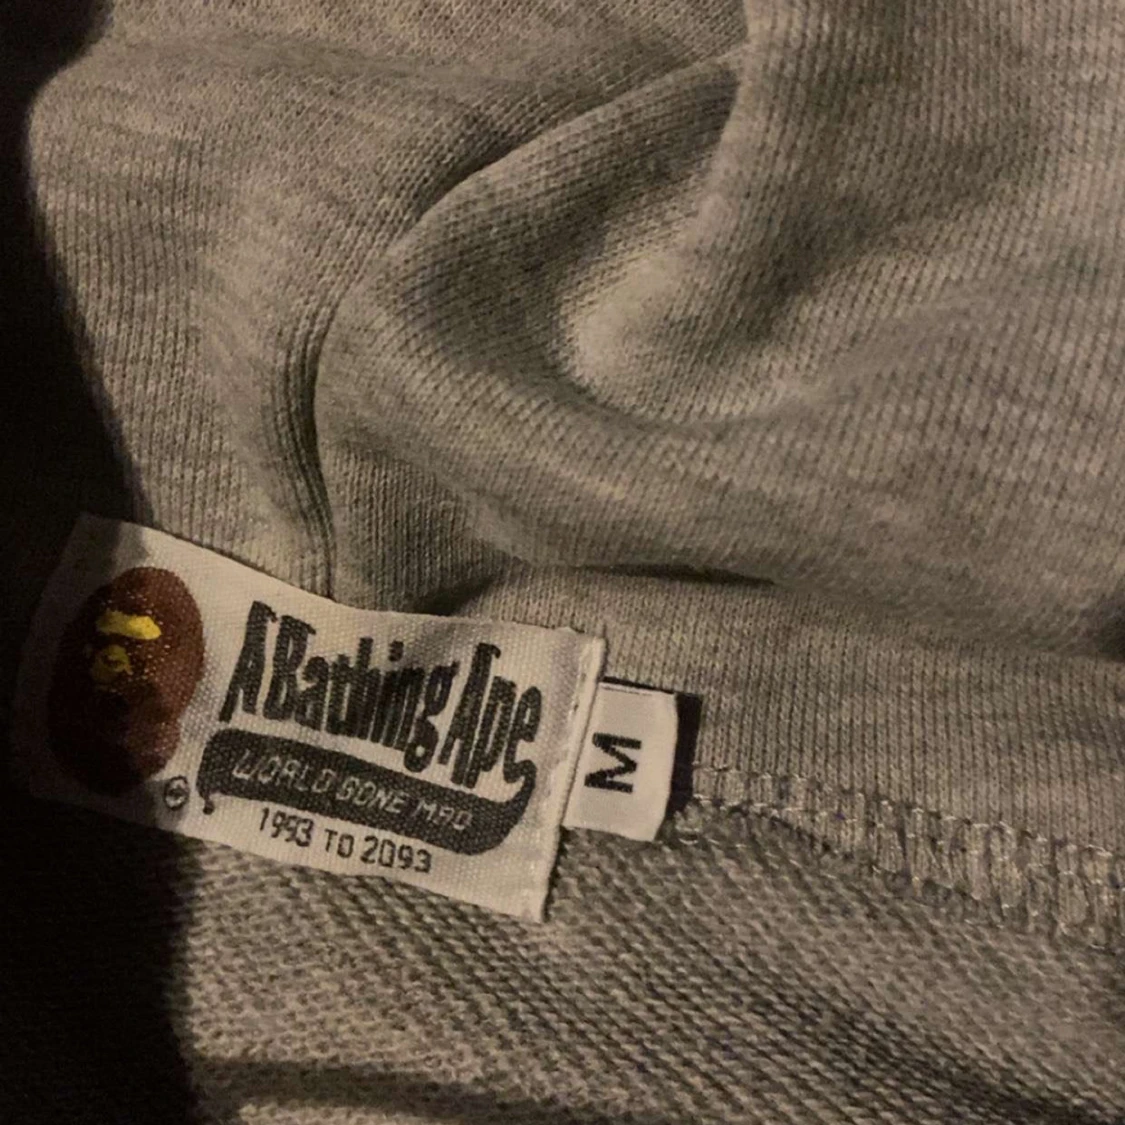 A Bathing Ape
WORLD GONE MAD
1993 TO 2093
M